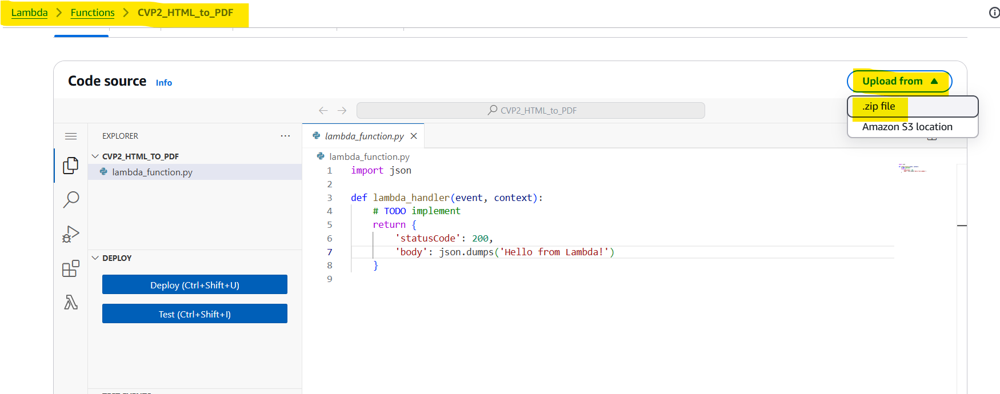 Lambda > Functions > CVP2_HTML_to_PDF
Code source Info
Upload from
.zip file
Amazon S3 location
CVP2_HTML_to_PDF
EXPLORER
CVP2_HTML_TO_PDF
lambda_function.py
DEPLOY
Deploy (Ctrl+Shift+U)
Test (Ctrl+Shift+I)
lambda_function.py
lambda_function.py
1 import json
2
3 def lambda_handler(event, context):
4 # TODO implement
5 return {
6 'statusCode': 200,
7 'body': json.dumps('Hello from Lambda!')
8 }
9